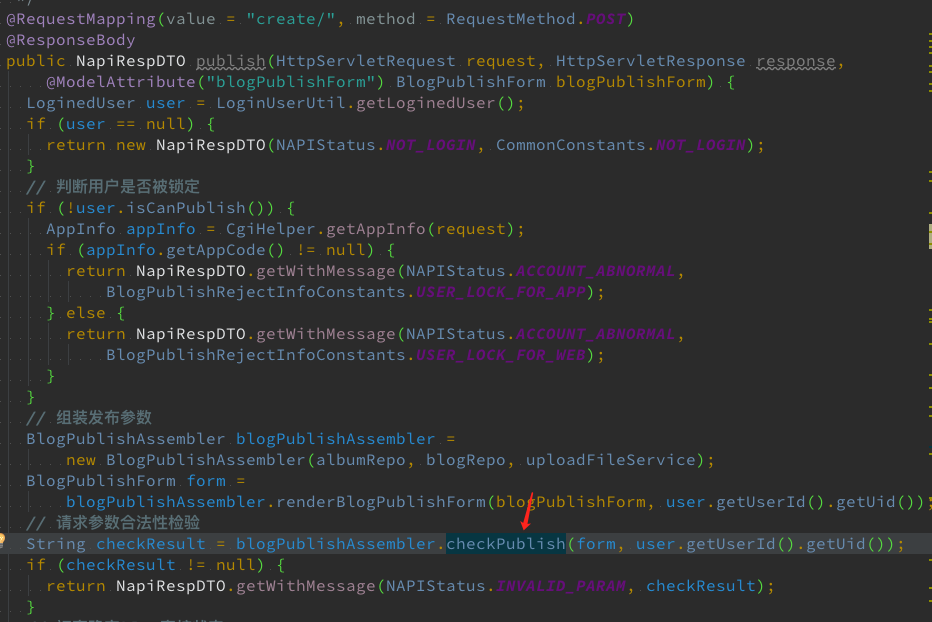 @RequestMapping(value = "create/", method = RequestMethod.POST)
@ResponseBody
public NapiRespDTO publish(HttpServletRequest request, HttpServletResponse response,
@ModelAttribute("blogPublishForm") BlogPublishForm blogPublishForm) {
LoginedUser user = LoginUserUtil.getLoginedUser();
if (user == null) {
return new NapiRespDTO(NAPIStatus.NOT_LOGIN, CommonConstants.NOT_LOGIN);
}
// 判断用户是否被锁定
if (!user.isCanPublish()) {
AppInfo appInfo = CgiHelper.getAppInfo(request);
if (appInfo.getAppCode() != null) {
return NapiRespDTO.getWithMessage(NAPIStatus.ACCOUNT_ABNORMAL,
BlogPublishRejectInfoConstants.USER_LOCK_FOR_APP);
} else {
return NapiRespDTO.getWithMessage(NAPIStatus.ACCOUNT_ABNORMAL,
BlogPublishRejectInfoConstants.USER_LOCK_FOR_WEB);
}
}
// 组装发布参数
BlogPublishAssembler blogPublishAssembler =
new BlogPublishAssembler(albumRepo, blogRepo, uploadFileService);
BlogPublishForm form =
blogPublishAssembler.renderBlogPublishForm(blogPublishForm, user.getUserId().getUid());
// 请求参数合法性检验
String checkResult = blogPublishAssembler.checkPublish(form, user.getUserId().getUid());
if (checkResult != null) {
return NapiRespDTO.getWithMessage(NAPIStatus.INVALID_PARAM, checkResult);
}